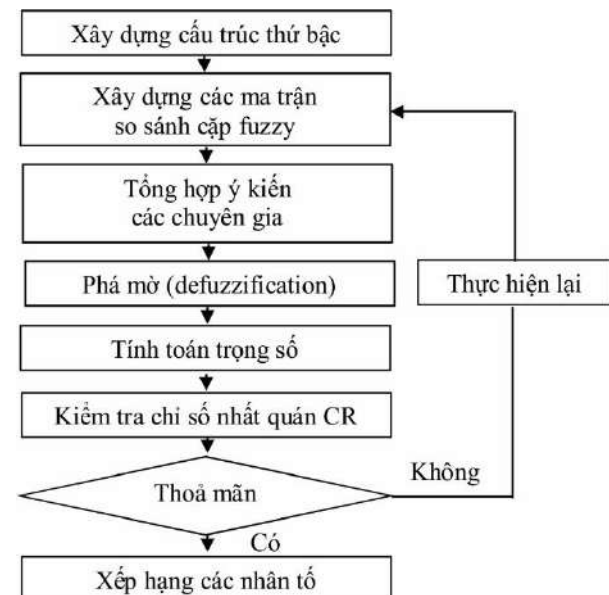 Xây dựng cấu trúc thứ bậc
Xây dựng các ma trận
so sánh cặp fuzzy
Tổng hợp ý kiến
các chuyên gia
Phá mờ (defuzzification)
Thực hiện lại
Tính toán trọng số
Kiểm tra chỉ số nhất quán CR
Không
Thoả mãn
Có
Xếp hạng các nhân tố